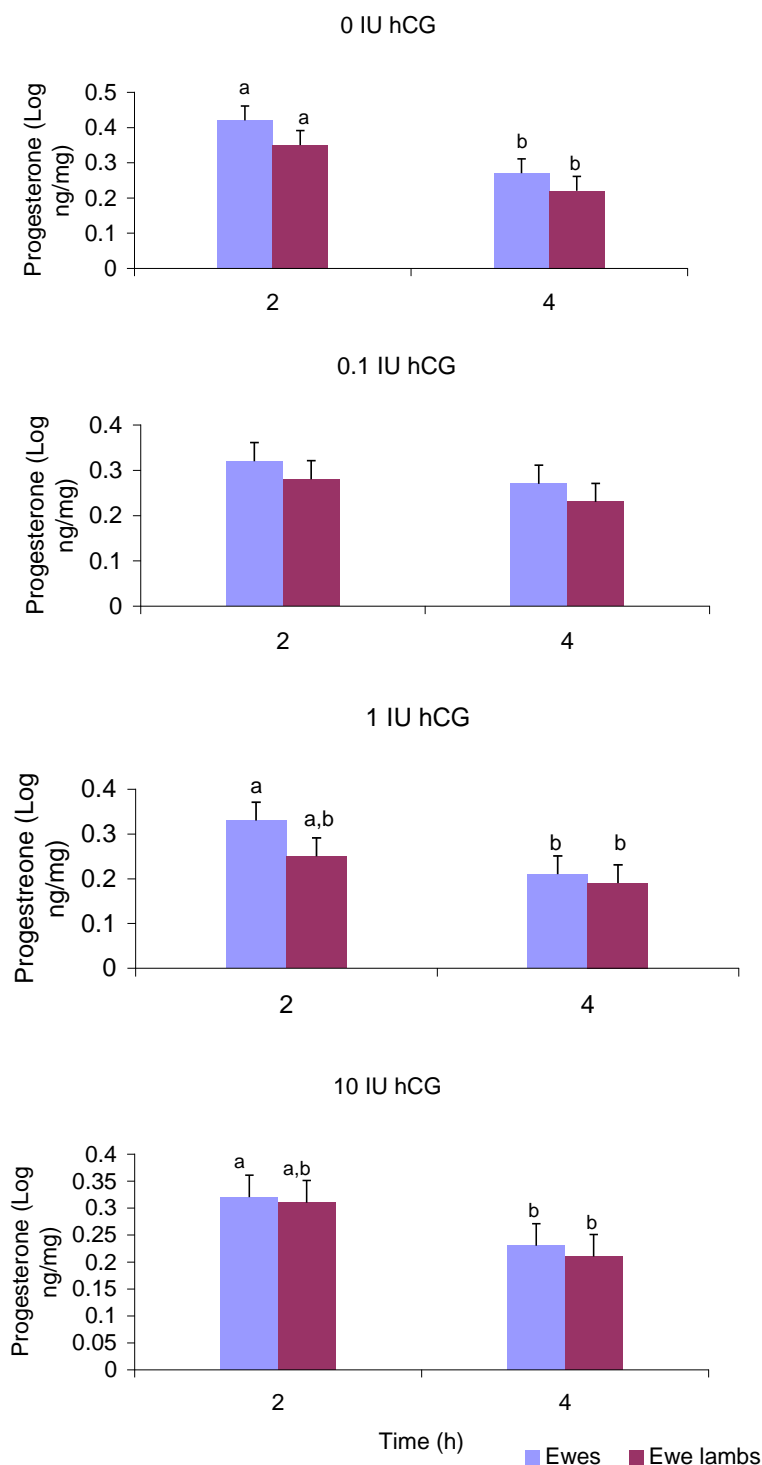 0 IU hCG
Progesterone (Log
ng/mg)
0.5
0.4
0.3
0.2
0.1
0
a
a
b
b
2
4
0.1 IU hCG
Progesterone (Log
ng/mg)
0.4
0.3
0.2
0.1
0
2
4
1 IU hCG
Progestreone (Log
ng/mg)
0.4
0.3
0.2
0.1
0
a
a,b
b
b
2
4
10 IU hCG
Progesterone (Log
ng/mg)
0.4
0.35
0.3
0.25
0.2
0.15
0.1
0.05
0
a
a,b
b
b
2
4
Time (h)
Ewes
Ewe lambs